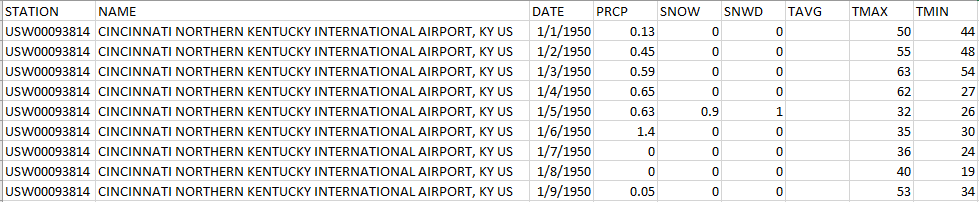 STATION NAME DATE PRCP SNOW SNWD TAVG TMAX TMIN
USW00093814 CINCINNATI NORTHERN KENTUCKY INTERNATIONAL AIRPORT, KY US 1/1/1950 0.13 0 0 50 44
USW00093814 CINCINNATI NORTHERN KENTUCKY INTERNATIONAL AIRPORT, KY US 1/2/1950 0.45 0 0 55 48
USW00093814 CINCINNATI NORTHERN KENTUCKY INTERNATIONAL AIRPORT, KY US 1/3/1950 0.59 0 0 63 54
USW00093814 CINCINNATI NORTHERN KENTUCKY INTERNATIONAL AIRPORT, KY US 1/4/1950 0.65 0 0 62 27
USW00093814 CINCINNATI NORTHERN KENTUCKY INTERNATIONAL AIRPORT, KY US 1/5/1950 0.63 0.9 1 32 26
USW00093814 CINCINNATI NORTHERN KENTUCKY INTERNATIONAL AIRPORT, KY US 1/6/1950 1.4 0 0 35 30
USW00093814 CINCINNATI NORTHERN KENTUCKY INTERNATIONAL AIRPORT, KY US 1/7/1950 0 0 0 36 24
USW00093814 CINCINNATI NORTHERN KENTUCKY INTERNATIONAL AIRPORT, KY US 1/8/1950 0 0 0 40 19
USW00093814 CINCINNATI NORTHERN KENTUCKY INTERNATIONAL AIRPORT, KY US 1/9/1950 0.05 0 0 53 34